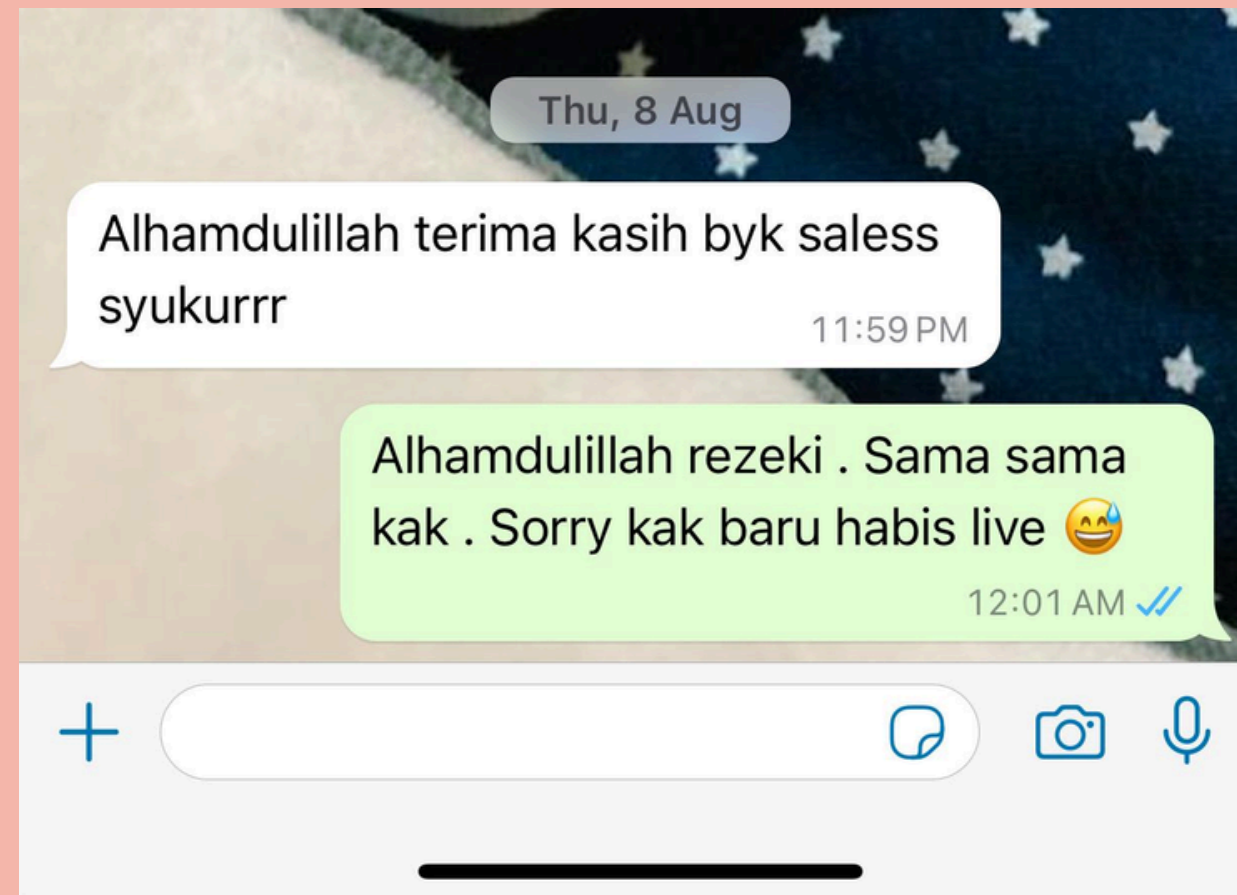 Thu, 8 Aug
Alhamdulillah terima kasih byk saless
syukurrr
11:59 PM
Alhamdulillah rezeki . Sama sama
kak . Sorry kak baru habis live 😅
12:01 AM